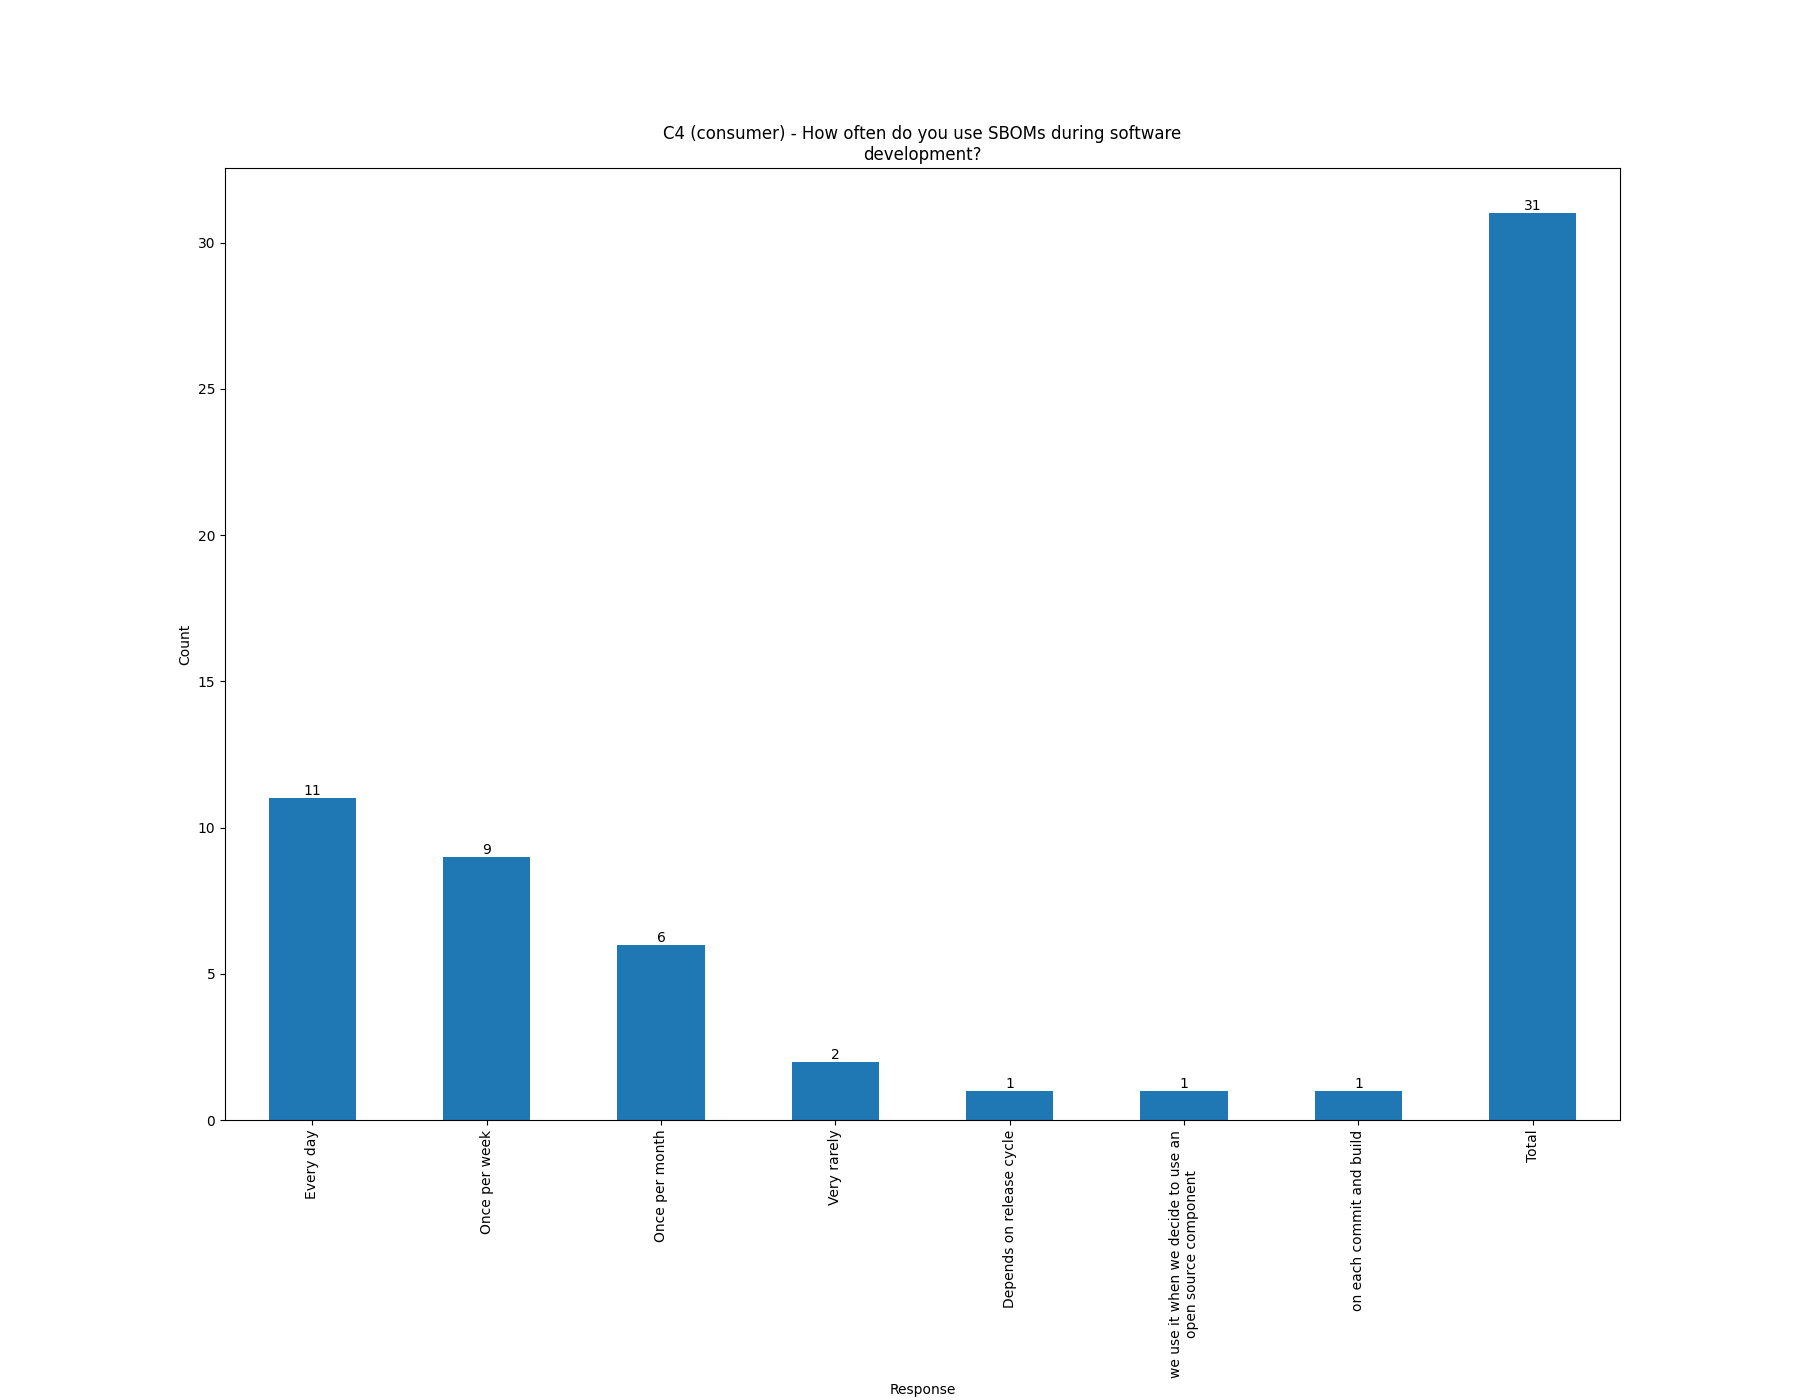 C4 (consumer) - How often do you use SBOMs during software
development?
Count
30
25
20
15
10
5
0
11
9
6
2
1
1
1
31
Every day
Once per week
Once per month
Very rarely
Depends on release cycle
we use it when we decide to use an
open source component
on each commit and build
Total
Response